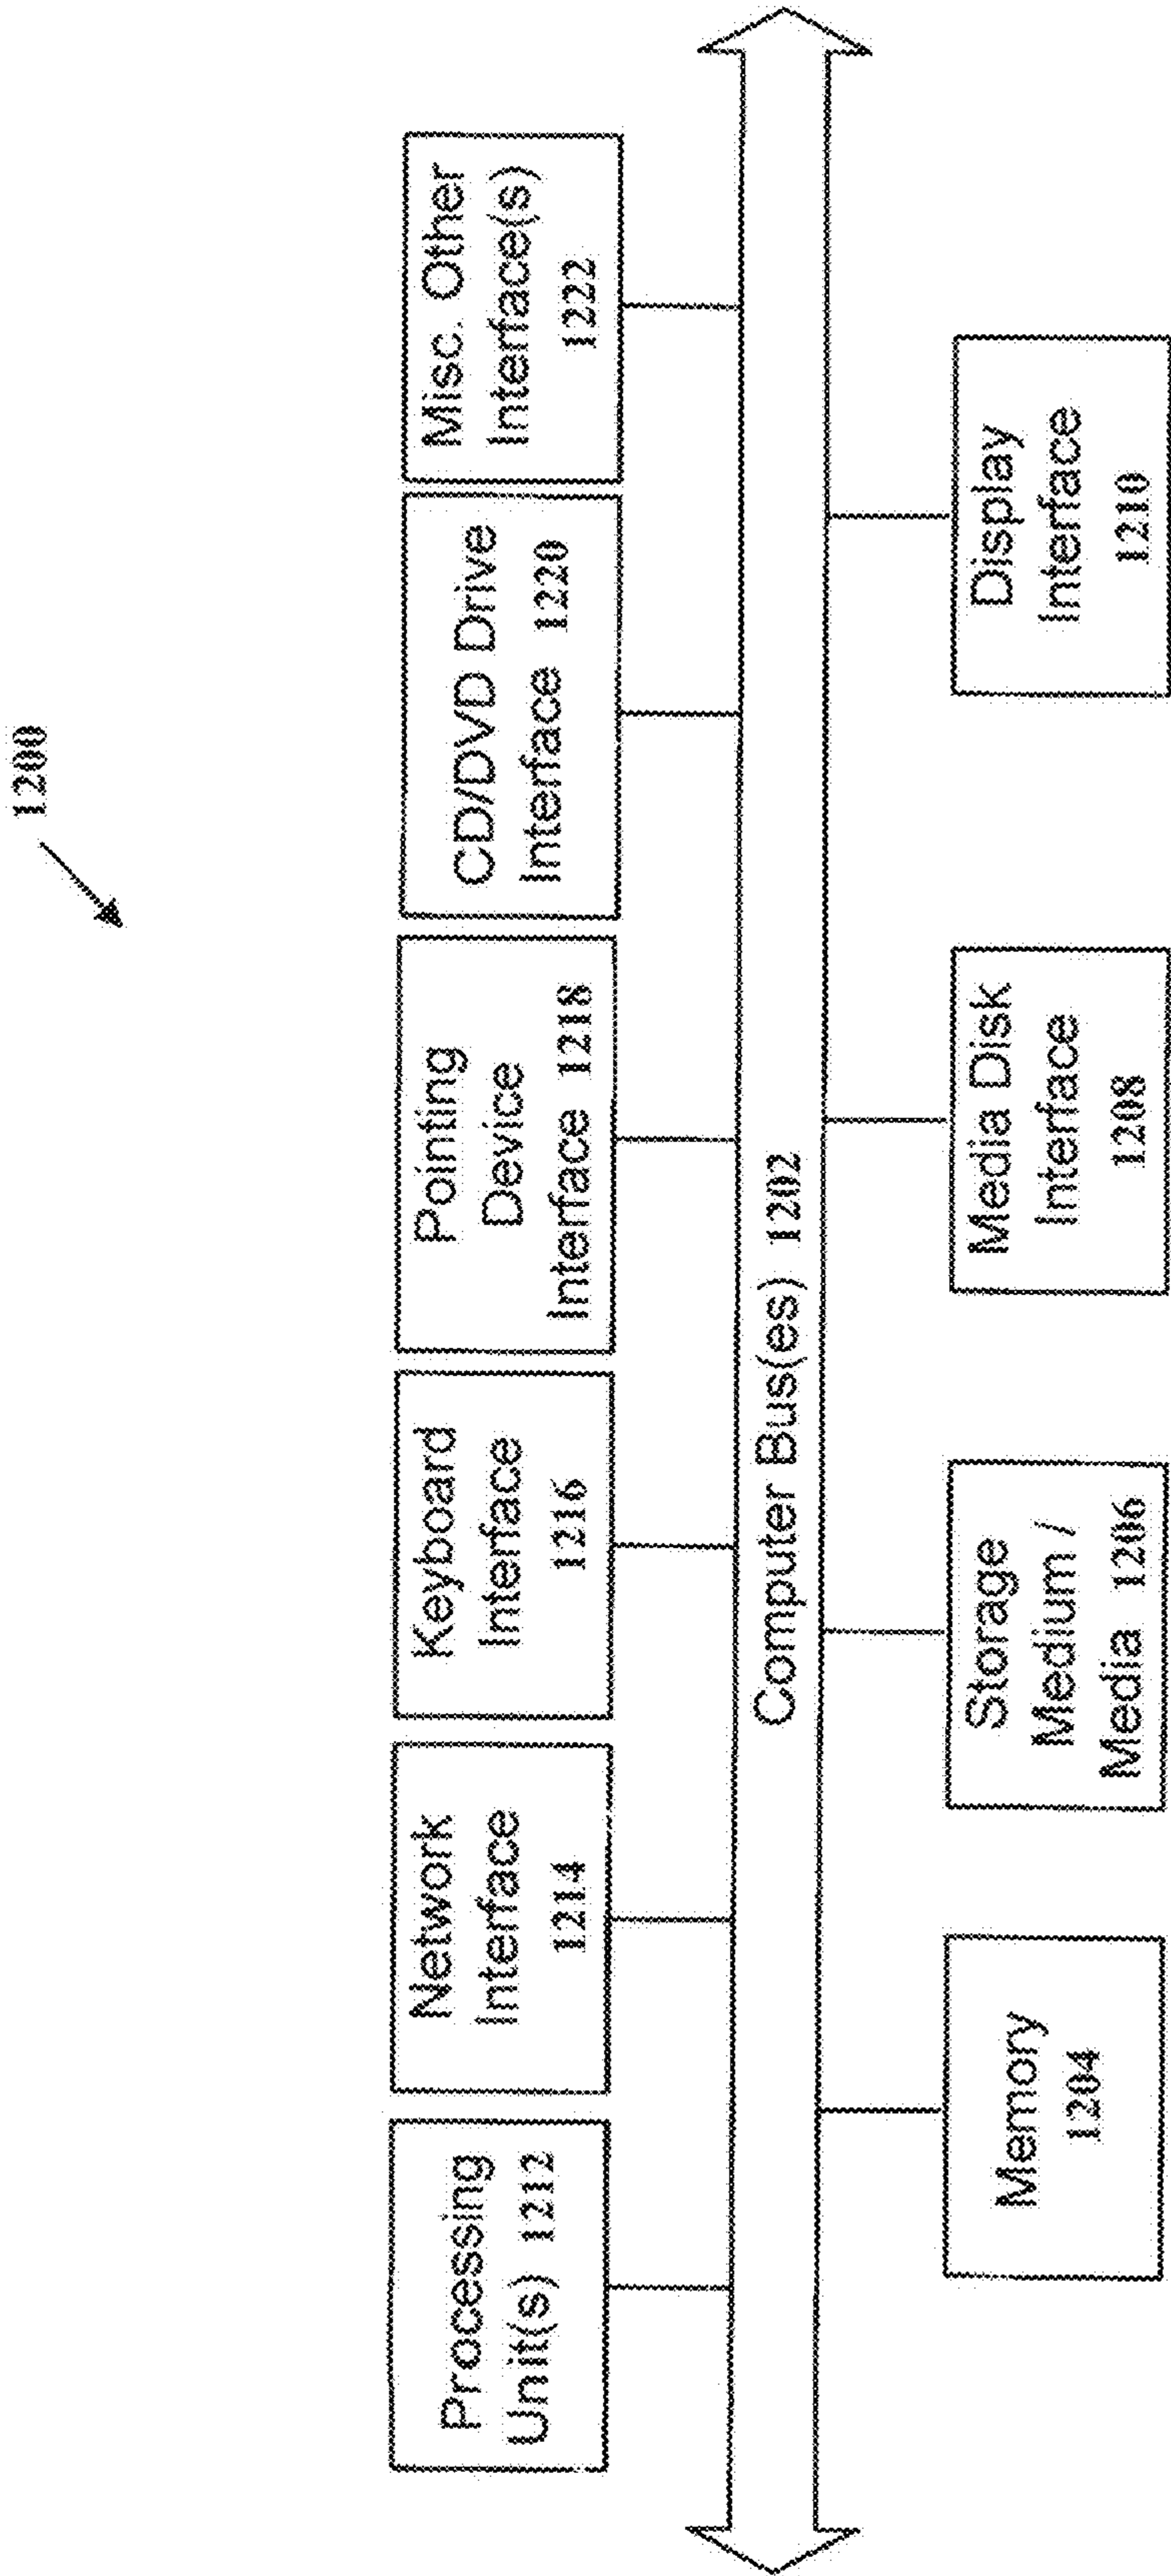 1200
Processing
Unit(s) 1212
Network
Interface
1214
Keyboard
Interface
1216
Pointing
Device
Interface 1218
CD/DVD Drive
Interface 1220
Misc. Other
Interface(s)
1222
Computer Bus(es) 1202
Memory
1204
Storage
Medium /
Media 1206
Media Disk
Interface
1208
Display
Interface
1210